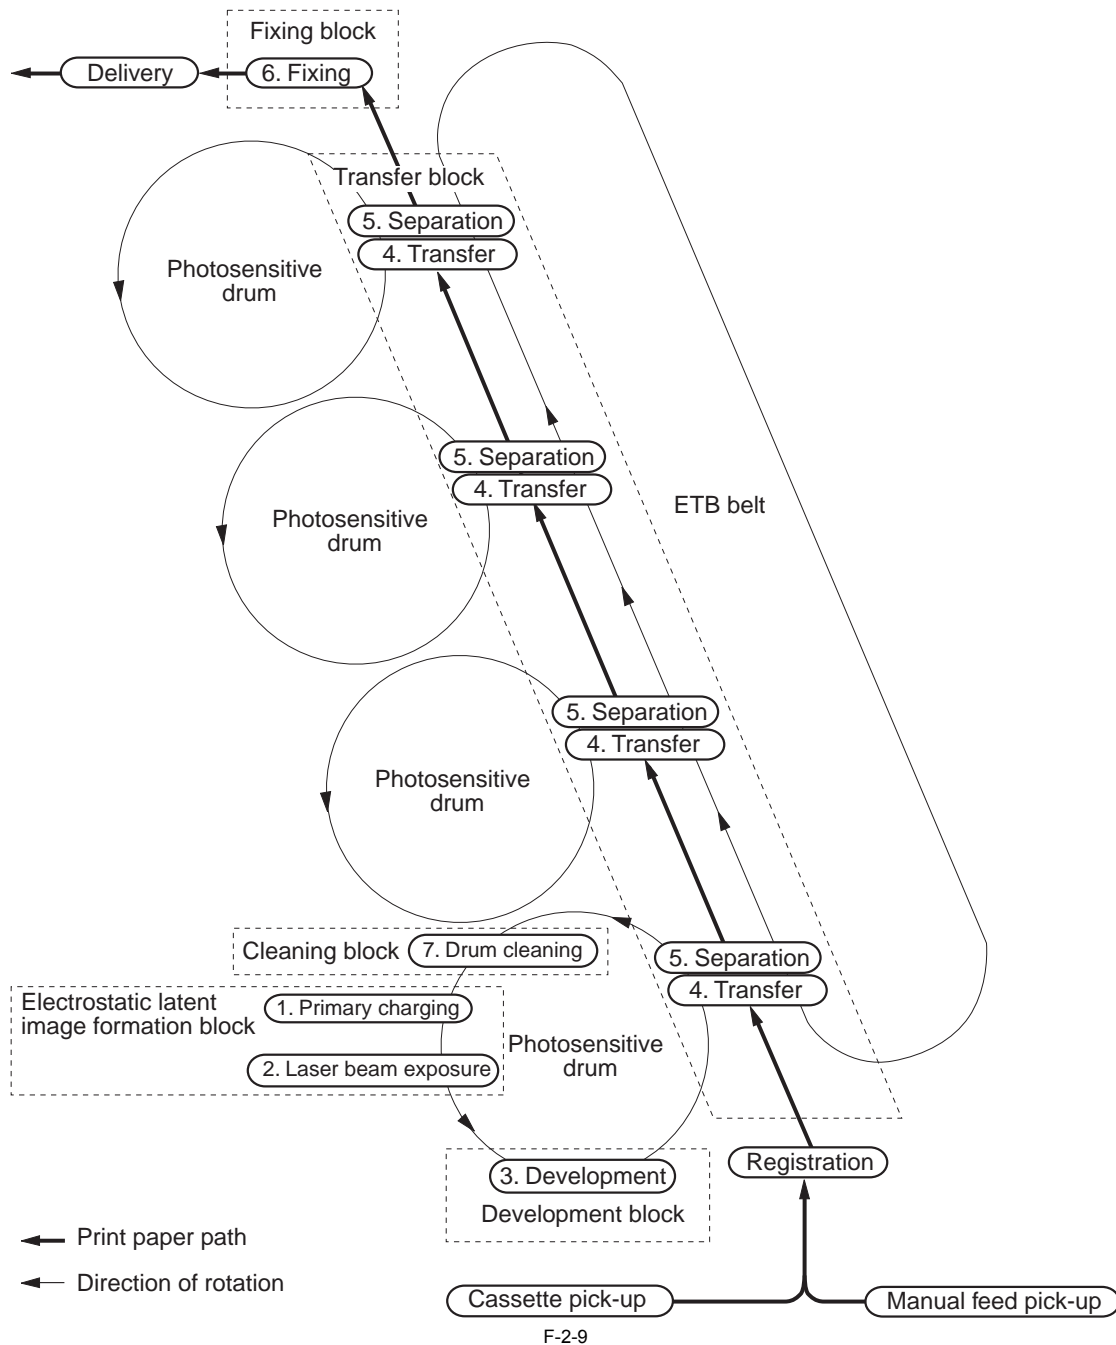 Fixing block
Delivery
6. Fixing
Transfer block
5. Separation
4. Transfer
Photosensitive
drum
5. Separation
4. Transfer
Photosensitive
drum
ETB belt
5. Separation
4. Transfer
Photosensitive
drum
Cleaning block
7. Drum cleaning
5. Separation
4. Transfer
Electrostatic latent
image formation block
1. Primary charging
2. Laser beam exposure
Photosensitive
drum
Registration
3. Development
Development block
Print paper path
Direction of rotation
Cassette pick-up
Manual feed pick-up
F-2-9